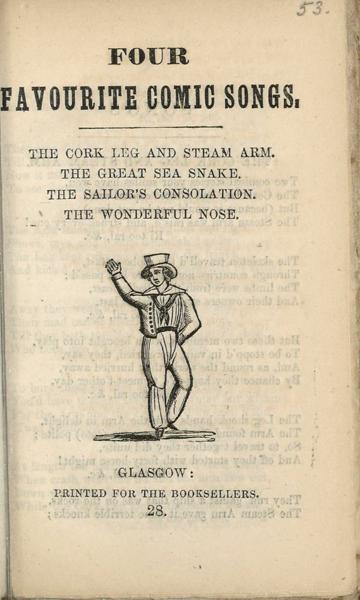 53.
FOUR
FAVOURITE COMIC SONGS.
THE CORK LEG AND STEAM ARM.
THE GREAT SEA SNAKE.
THE SAILOR'S CONSOLATION.
THE WONDERFUL NOSE.
GLASGOW:
PRINTED FOR THE BOOKSELLERS.
28.